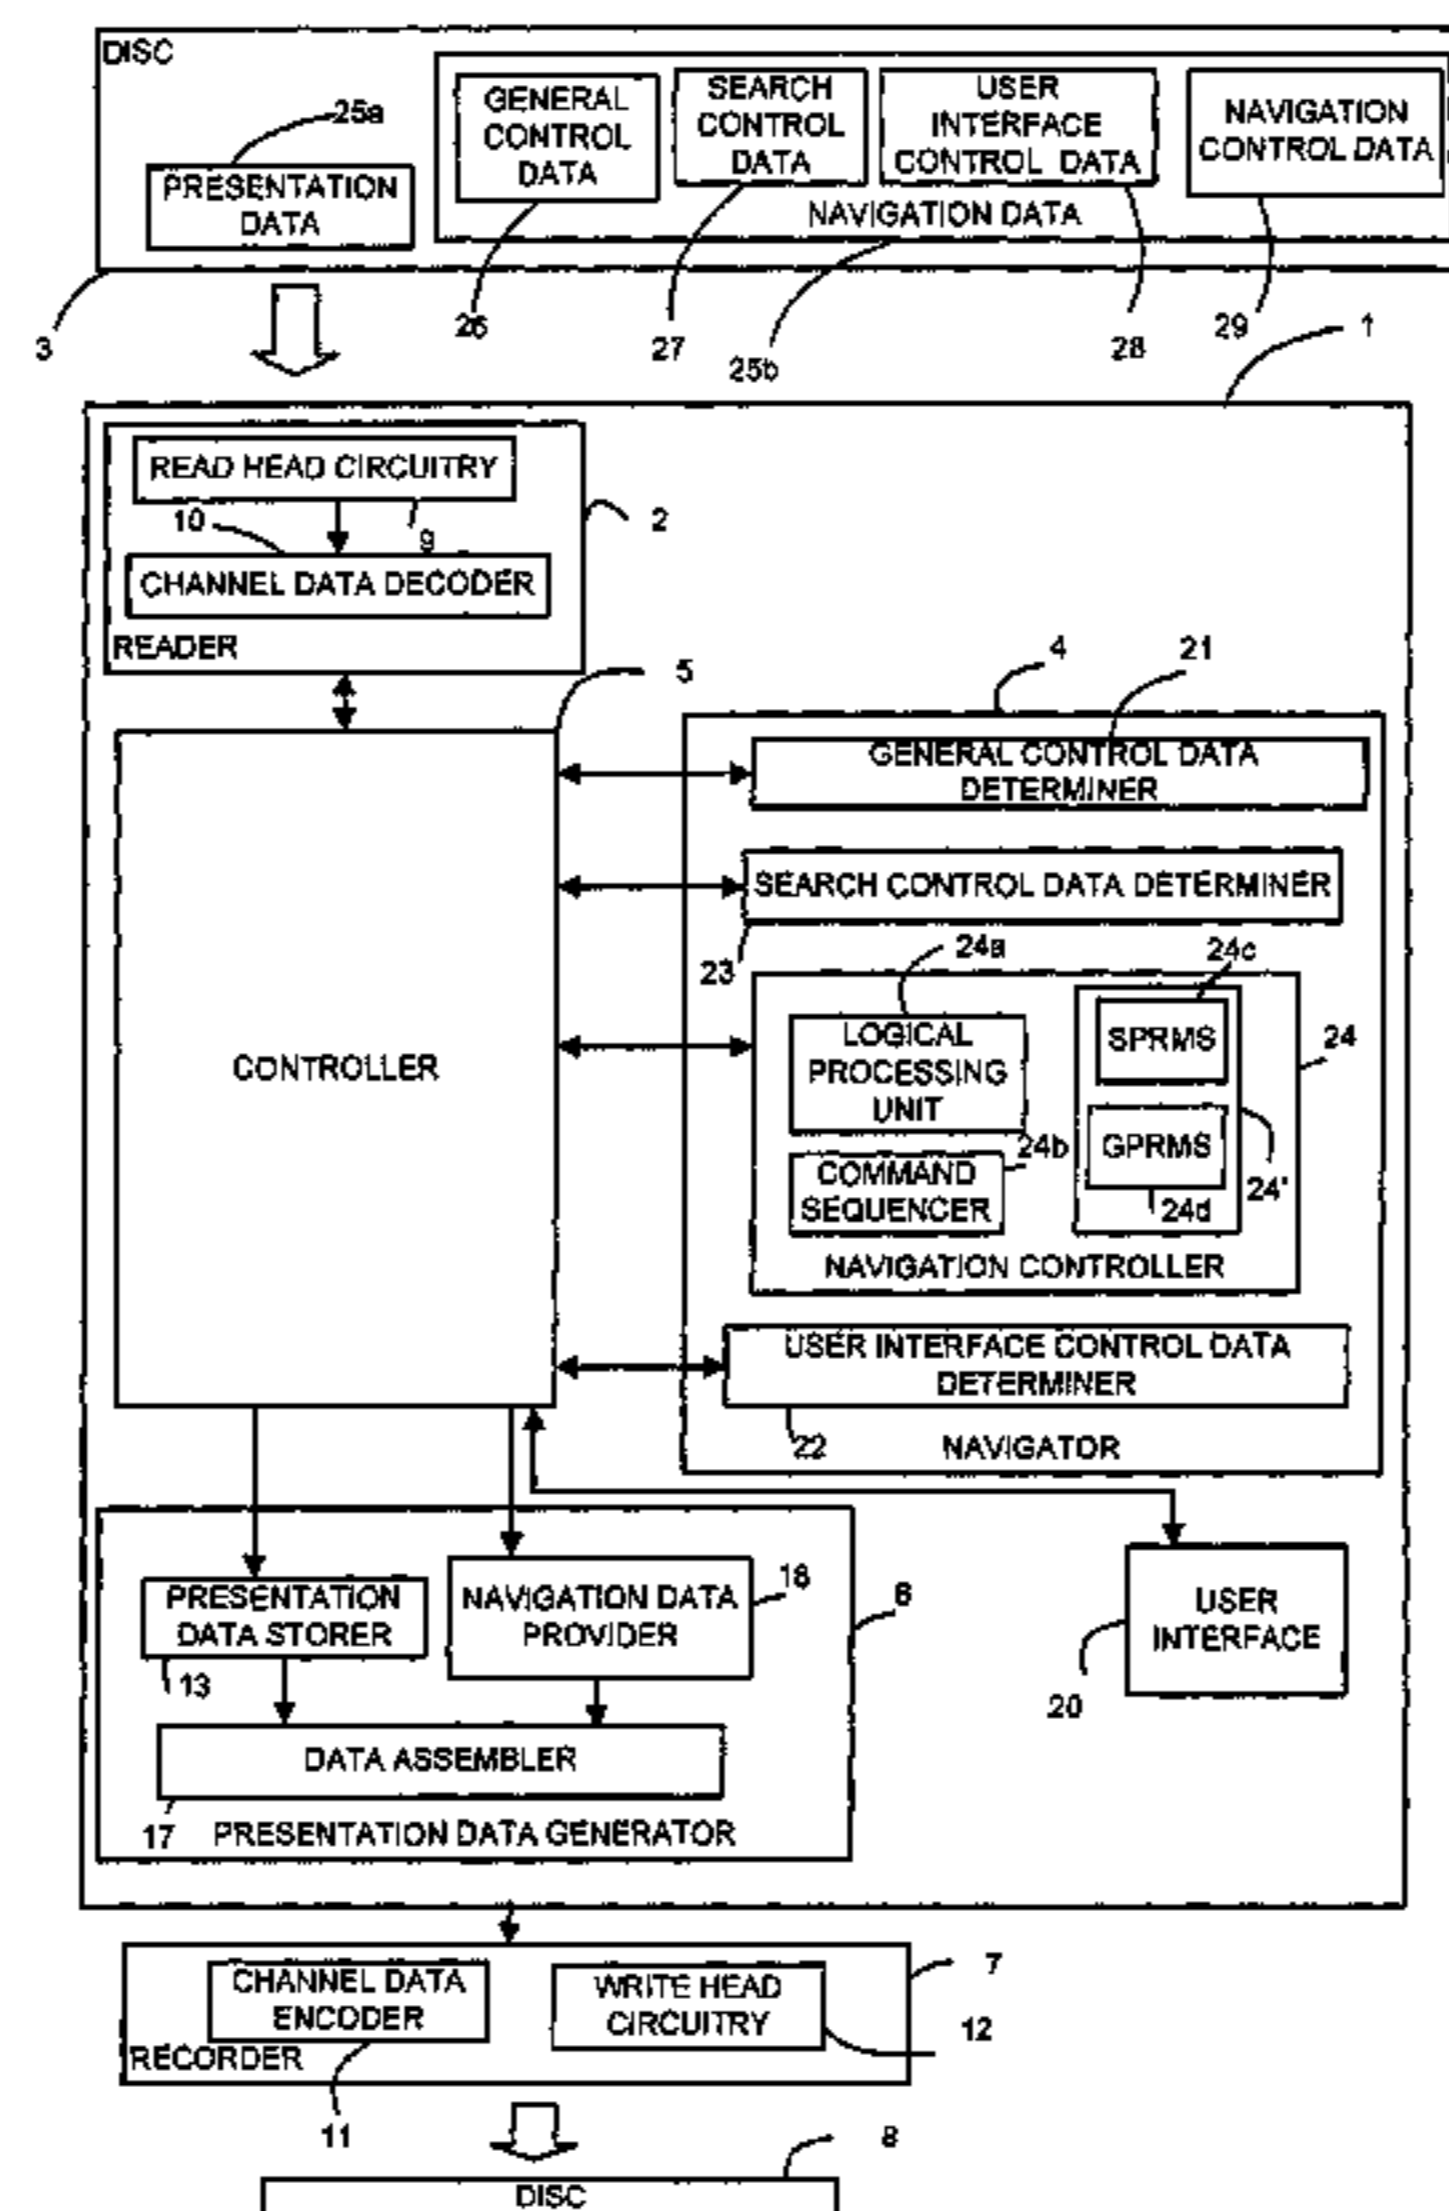 DISC
25a
PRESENTATION
DATA
GENERAL
CONTROL
DATA
SEARCH
CONTROL
DATA
USER
INTERFACE
CONTROL DATA
NAVIGATION
CONTROL DATA
NAVIGATION DATA
3
26
27
25b
28
29
1
READ HEAD CIRCUITRY
10
9
2
CHANNEL DATA DECODER
READER
5
4
21
GENERAL CONTROL DATA
DETERMINER
SEARCH CONTROL DATA DETERMINER
23
24a
24c
CONTROLLER
LOGICAL
PROCESSING
UNIT
SPRMS
24
24b
GPRMS
COMMAND
SEQUENCER
24d
24'
NAVIGATION CONTROLLER
USER INTERFACE CONTROL DATA
DETERMINER
22
NAVIGATOR
PRESENTATION
DATA STORER
13
NAVIGATION DATA
PROVIDER
18
6
USER
INTERFACE
20
DATA ASSEMBLER
17
PRESENTATION DATA GENERATOR
CHANNEL DATA
ENCODER
WRITE HEAD
CIRCUITRY
7
12
RECORDER
11
8
DISC